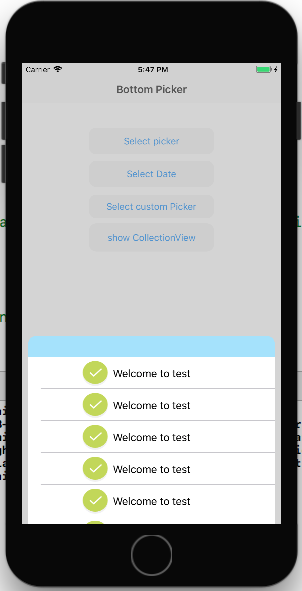 Carrier 5:47 PM
Bottom Picker
Select picker
Select Date
Select custom Picker
show CollectionView
Welcome to test
Welcome to test
Welcome to test
Welcome to test
Welcome to test